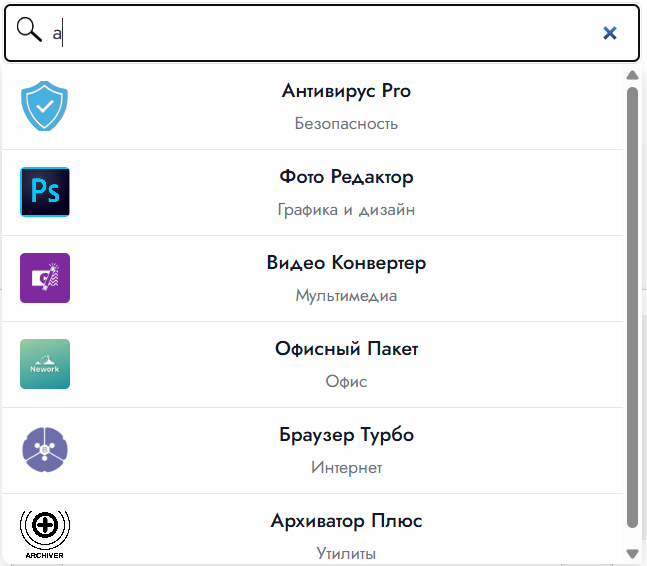 а
Антивирус Pro
Безопасность
Ps
Фото Редактор
Графика и дизайн
Видео Конвертер
Мультимедиа
Nework
Офисный Пакет
Офис
Браузер Турбо
Интернет
ARCHIVER
Архиватор Плюс
Утилиты